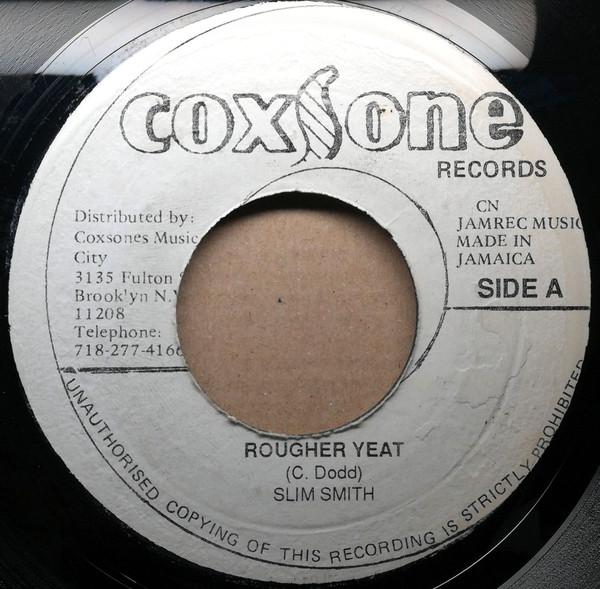 coxsone
RECORDS
Distributed by:
Coxsones Music
City
3135 Fulton
Brook'yn N.Y
11208
Telephone:
718-277-4166
CN
JAMREC MUSIC
MADE IN
JAMAICA
SIDE A
ROUGHER YEAT
(C. Dodd)
SLIM SMITH
UNAUTHORISED COPYING OF THIS RECORDING IS STRICTLY PROHIBITED